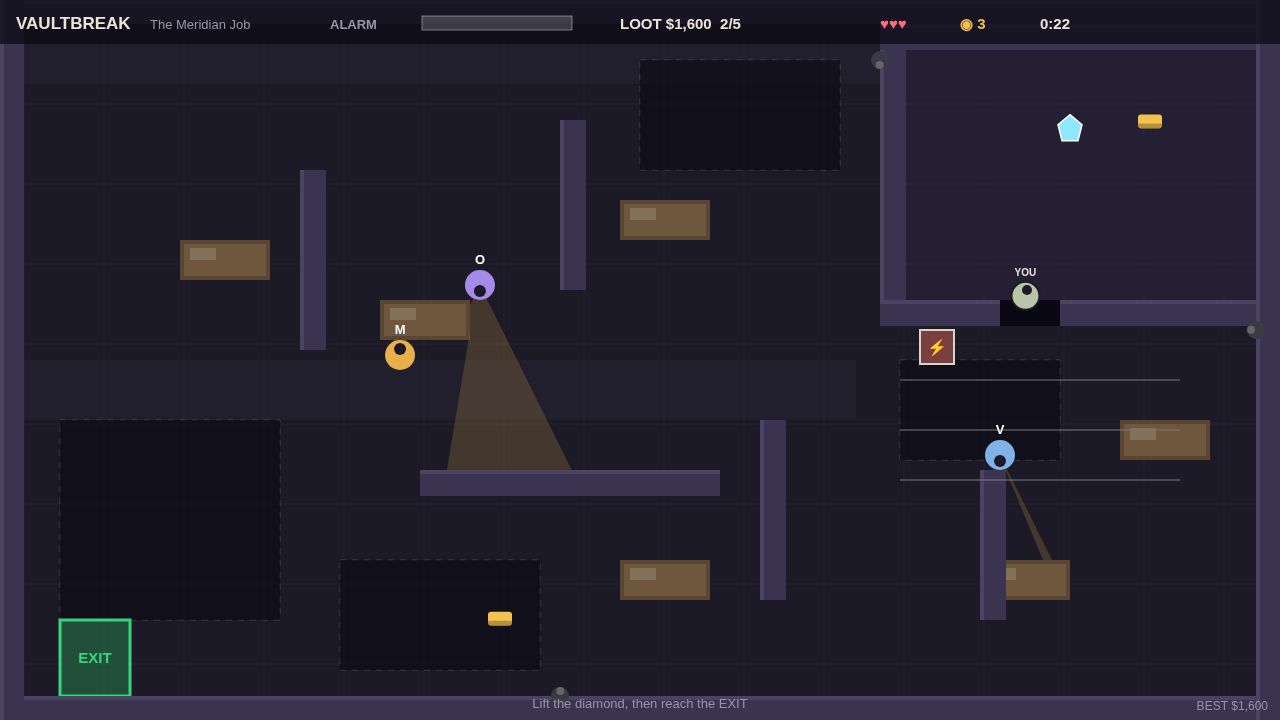 VAULTBREAK The Meridian Job ALARM LOOT $1,600 2/5 ♥♥♥ ◉ 3 0:22
O
YOU
M
⚡
V
EXIT
Lift the diamond, then reach the EXIT
BEST $1,600